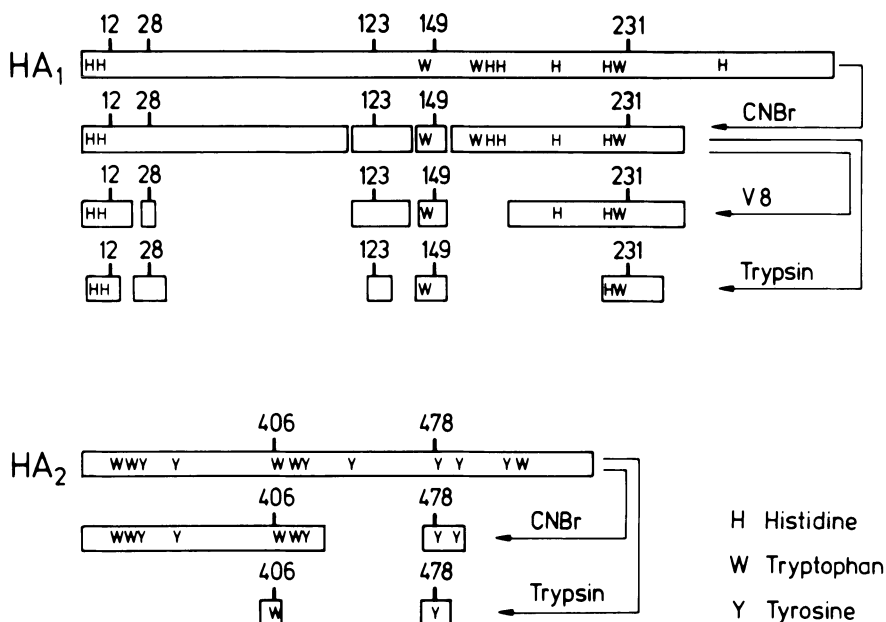 12 28 123 149 231
HA1 HH W WHH H HW H
CNBr
12 28 123 149 231
HH W WHH H HW
V8
12 28 123 149 231
HH W H HW
Trypsin
12 28 123 149 231
HH W HW
406 478
HA2 WWY Y WWY Y Y Y YW
CNBr
406 478
WWY Y WWY Y Y
Trypsin
406 478
W Y
H Histidine
W Tryptophan
Y Tyrosine